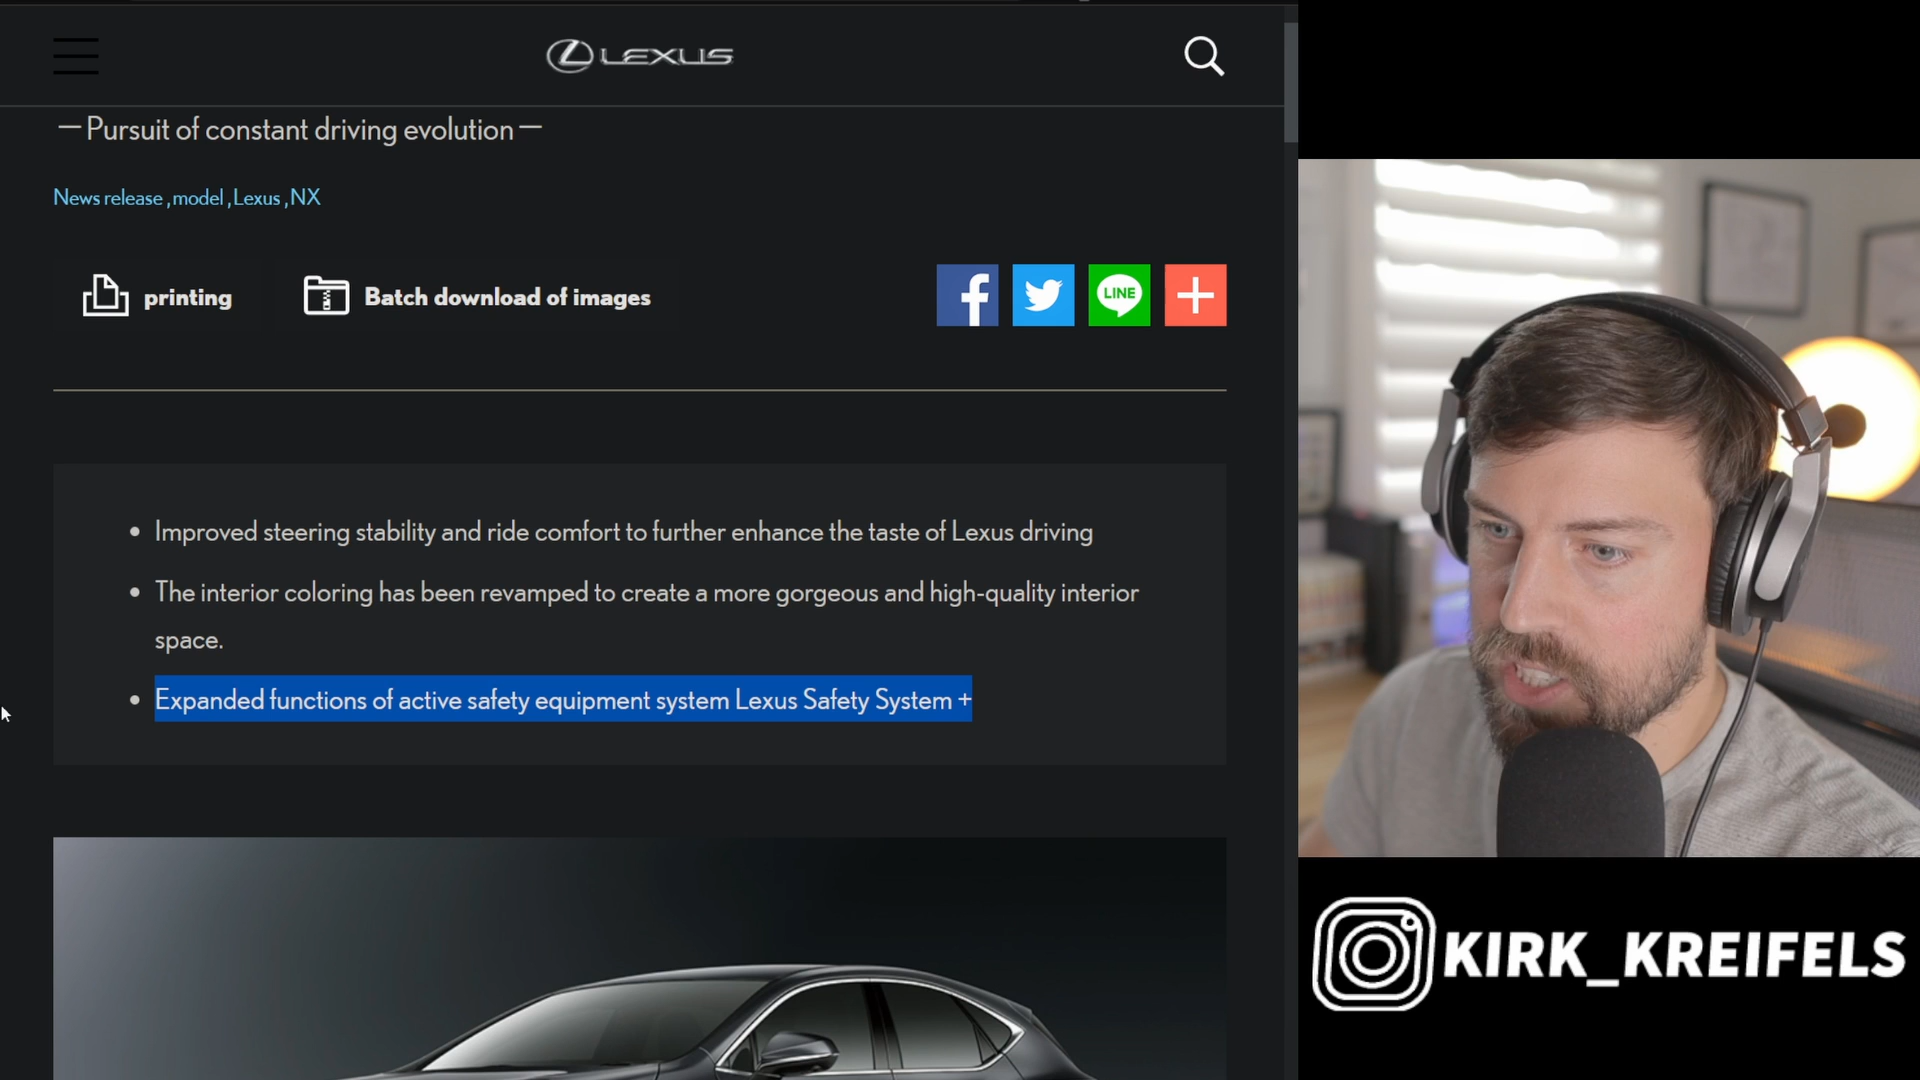 LEXUS
— Pursuit of constant driving evolution —
News release , model , Lexus , NX
printing
Batch download of images
LINE
• Improved steering stability and ride comfort to further enhance the taste of Lexus driving
• The interior coloring has been revamped to create a more gorgeous and high-quality interior
space.
• Expanded functions of active safety equipment system Lexus Safety System +
KIRK_KREIFELS